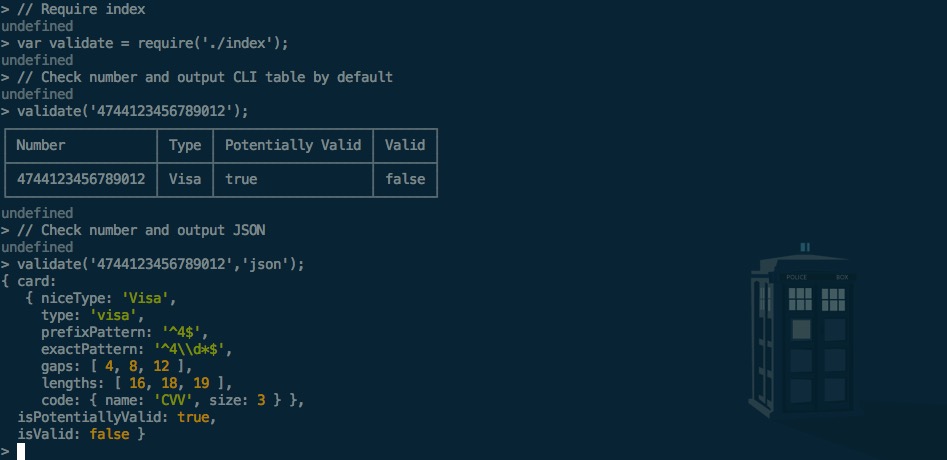 > // Require index
undefined
> var validate = require('./index');
undefined
> // Check number and output CLI table by default
undefined
> validate('4744123456789012');
Number Type Potentially Valid Valid
4744123456789012 Visa true false
undefined
> // Check number and output JSON
undefined
> validate('4744123456789012','json');
{ card:
   { niceType: 'Visa',
     type: 'visa',
     prefixPattern: '^4$',
     exactPattern: '^4\\d*$',
     gaps: [ 4, 8, 12 ],
     lengths: [ 16, 18, 19 ],
     code: { name: 'CVV', size: 3 } },
  isPotentiallyValid: true,
  isValid: false }
>
POLICE BOX